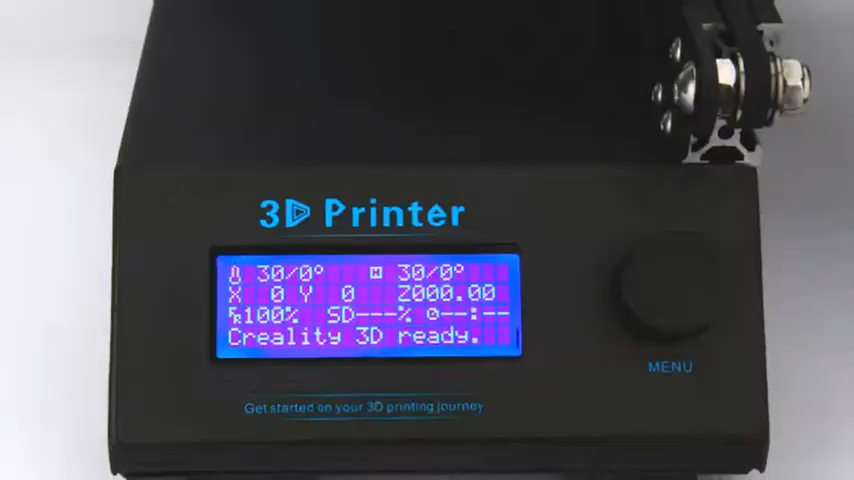 3D Printer
30/0° 30/0°
X 0 Y 0 Z000.00
FR100% SD---% --:--
Creality 3D ready.
MENU
Get started on your 3D printing journey